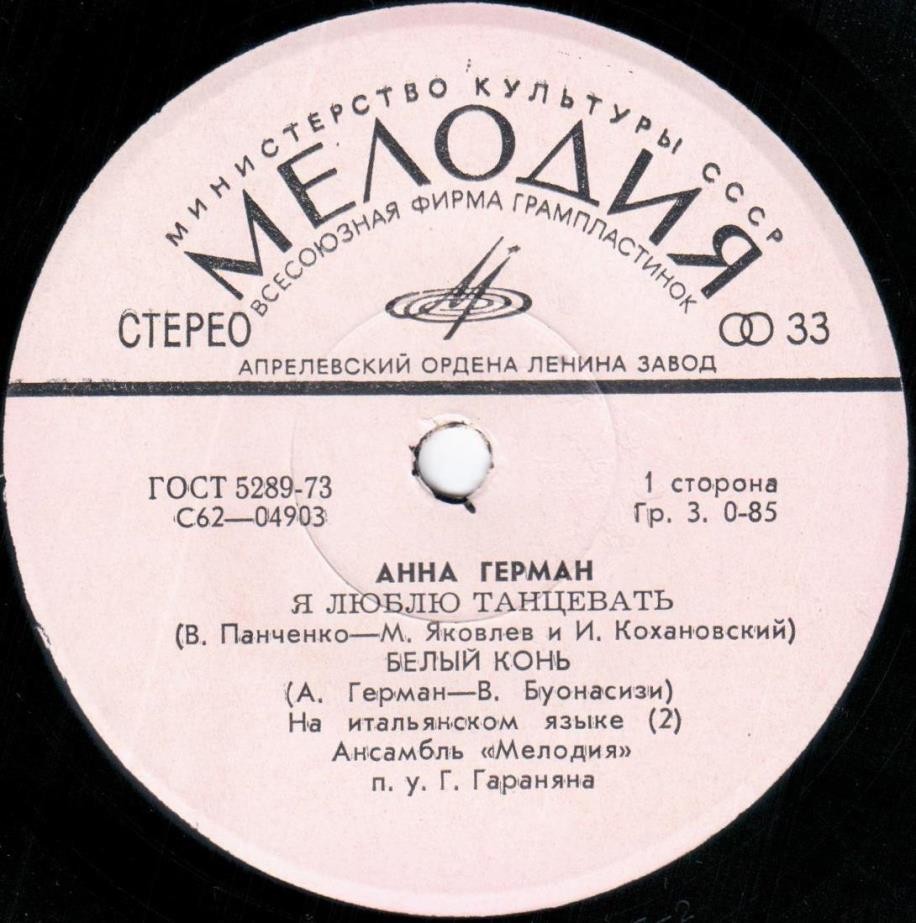 МИНИСТЕРСТВО КУЛЬТУРЫ СССР
МЕЛОДИЯ
ВСЕСОЮЗНАЯ ФИРМА ГРАМПЛАСТИНОК
СТЕРЕО
33
АПРЕЛЕВСКИЙ ОРДЕНА ЛЕНИНА ЗАВОД
ГОСТ 5289-73
1 сторона
С62—04903
Гр. 3. 0-85
АННА ГЕРМАН
Я ЛЮБЛЮ ТАНЦЕВАТЬ
(В. Панченко—М. Яковлев и И. Кохановский)
БЕЛЫЙ КОНЬ
(А. Герман—В. Буонасизи)
На итальянском языке (2)
Ансамбль «Мелодия»
п. у. Г. Гараняна